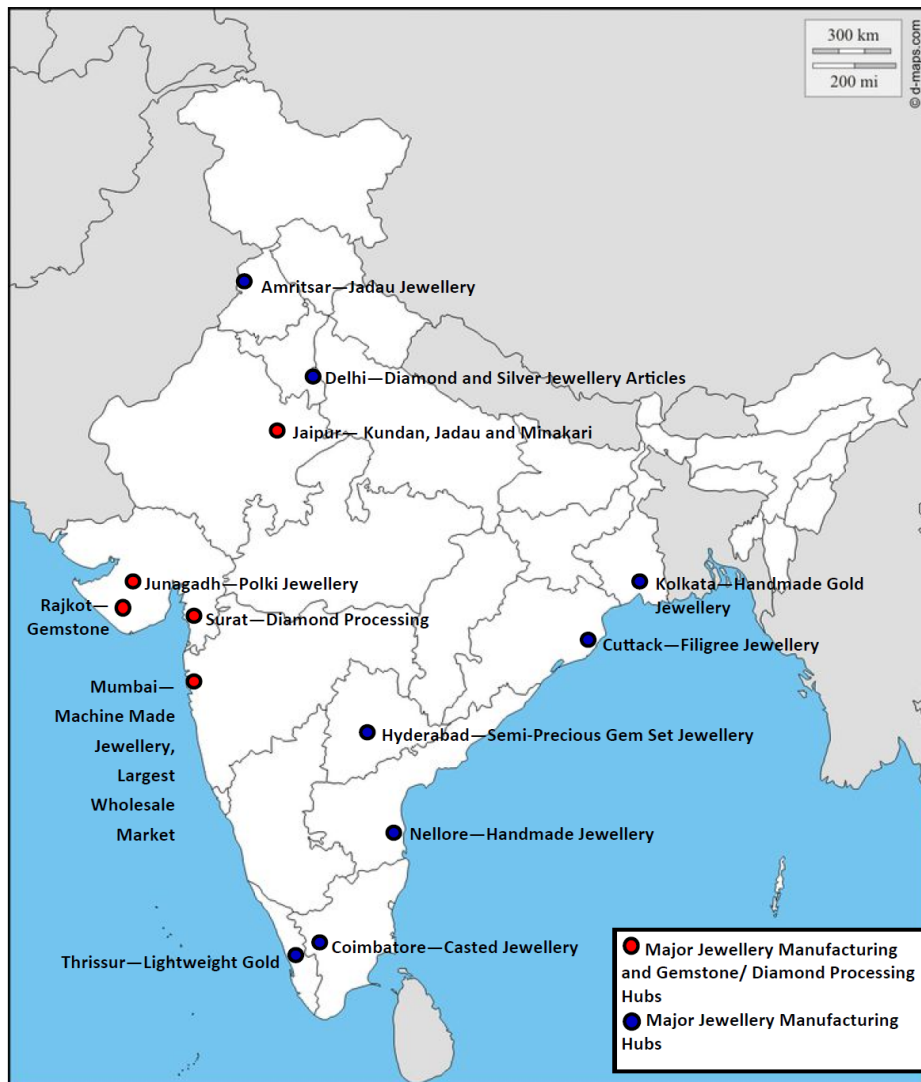 300 km
200 mi
© d-maps.com
Amritsar—Jadau Jewellery
Delhi—Diamond and Silver Jewellery Articles
Jaipur— Kundan, Jadau and Minakari
Junagadh—Polki Jewellery
Rajkot—
Gemstone
Surat—Diamond Processing
Kolkata—Handmade Gold
Jewellery
Cuttack—Filigree Jewellery
Mumbai—
Machine Made
Jewellery,
Largest
Wholesale
Market
Hyderabad—Semi-Precious Gem Set Jewellery
Nellore—Handmade Jewellery
Coimbatore—Casted Jewellery
Thrissur—Lightweight Gold
Major Jewellery Manufacturing
and Gemstone/ Diamond Processing
Hubs
Major Jewellery Manufacturing
Hubs